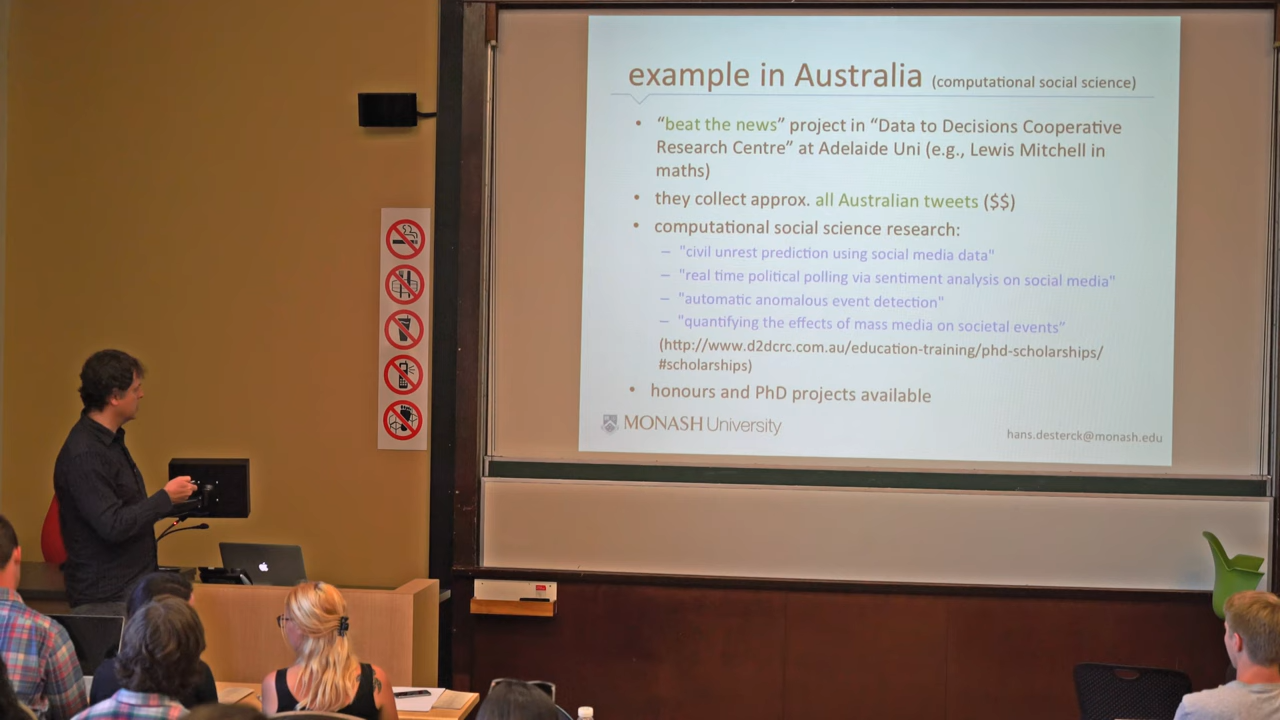 example in Australia (computational social science)
• “beat the news” project in “Data to Decisions Cooperative
Research Centre” at Adelaide Uni (e.g., Lewis Mitchell in
maths)
• they collect approx. all Australian tweets ($$)
• computational social science research:
– "civil unrest prediction using social media data"
– "real time political polling via sentiment analysis on social media"
– "automatic anomalous event detection"
– "quantifying the effects of mass media on societal events"
(http://www.d2dcrc.com.au/education-training/phd-scholarships/
#scholarships)
• honours and PhD projects available
MONASH University
hans.desterck@monash.edu